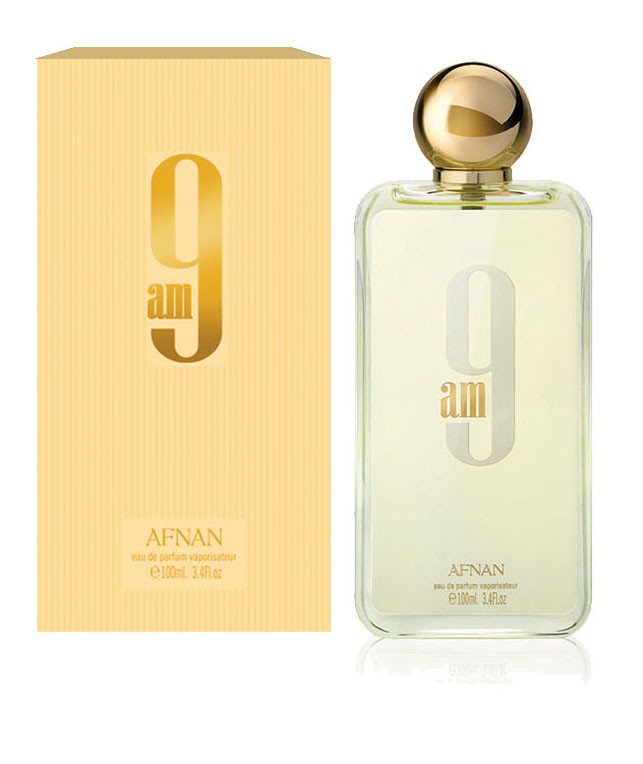 9
am
AFNAN
eau de parfum vaporisateur
℮100ml. 3.4Fl.oz
9
am
AFNAN
eau de parfum vaporisateur
℮100ml. 3.4Fl.oz